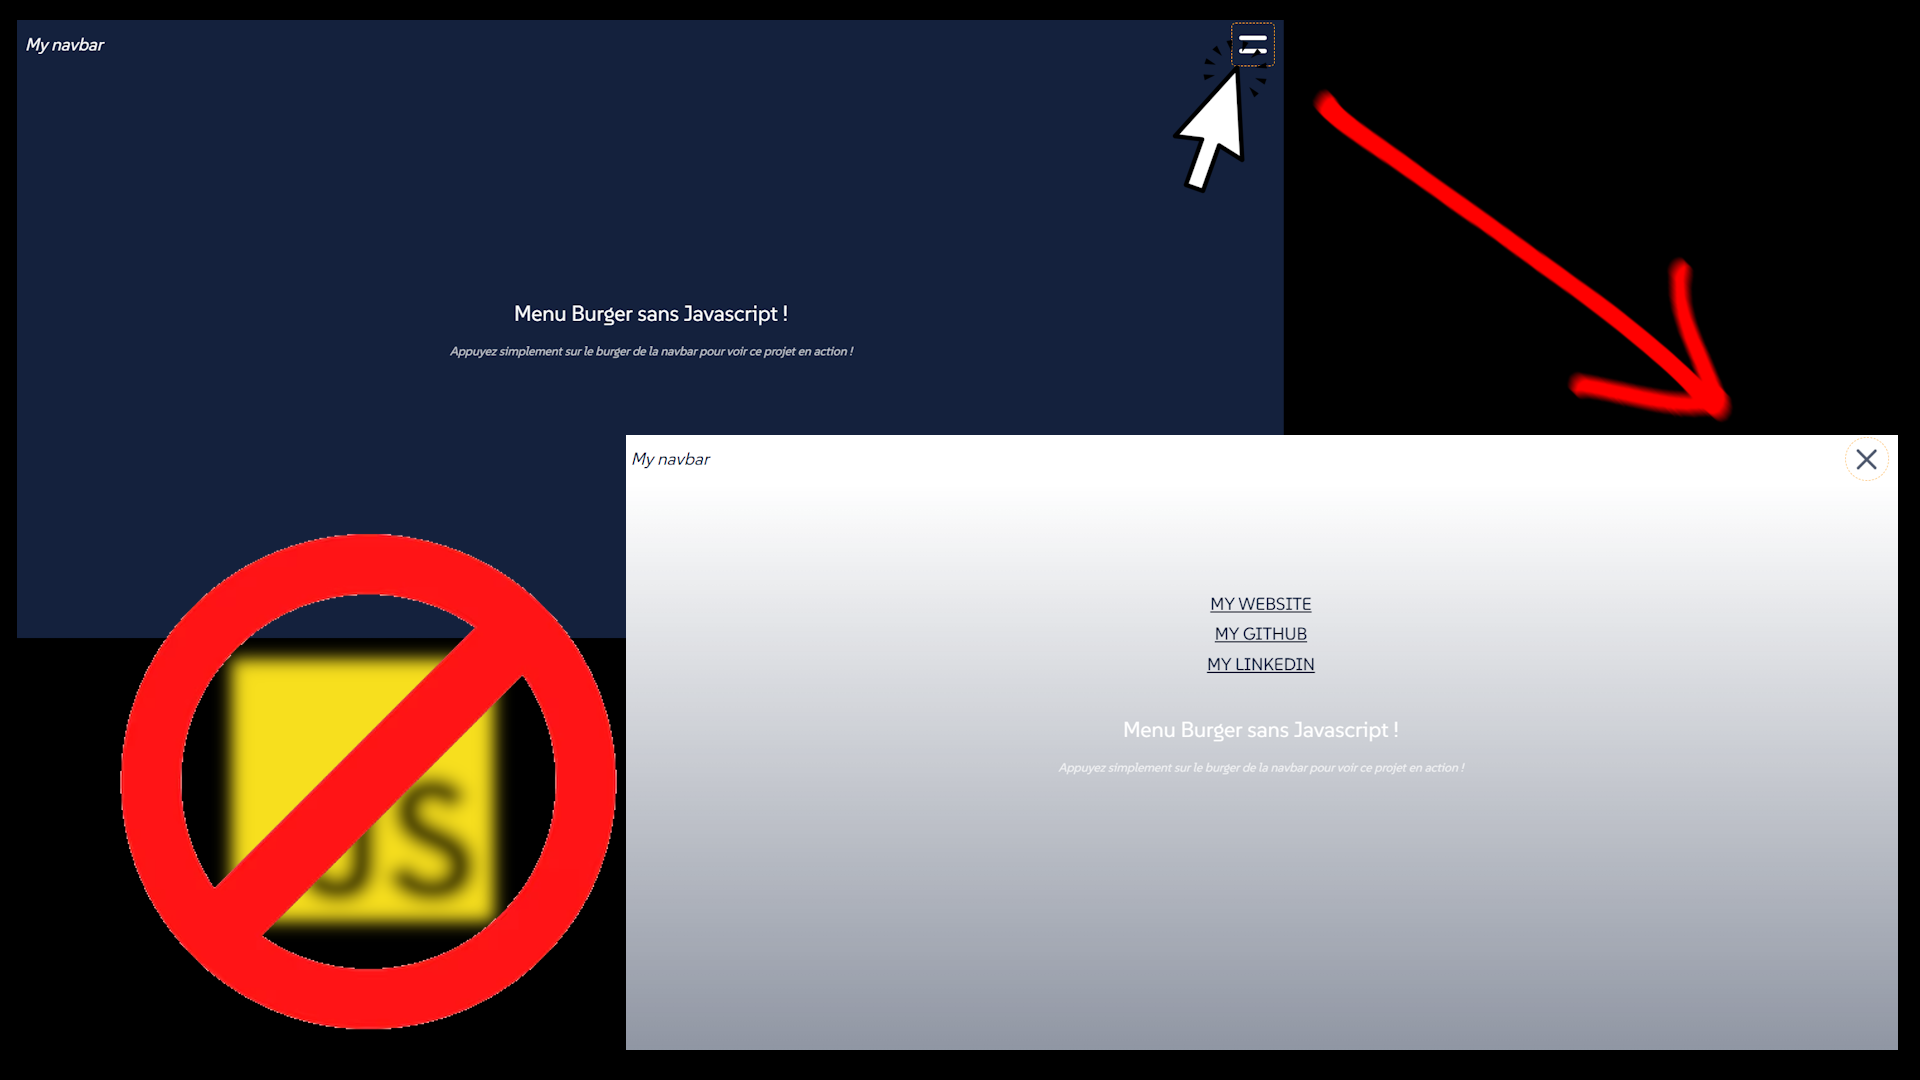 My navbar
Menu Burger sans Javascript !
Appuyez simplement sur le burger de la navbar pour voir ce projet en action !
My navbar
MY WEBSITE
MY GITHUB
MY LINKEDIN
Menu Burger sans Javascript !
Appuyez simplement sur le burger de la navbar pour voir ce projet en action !
JS